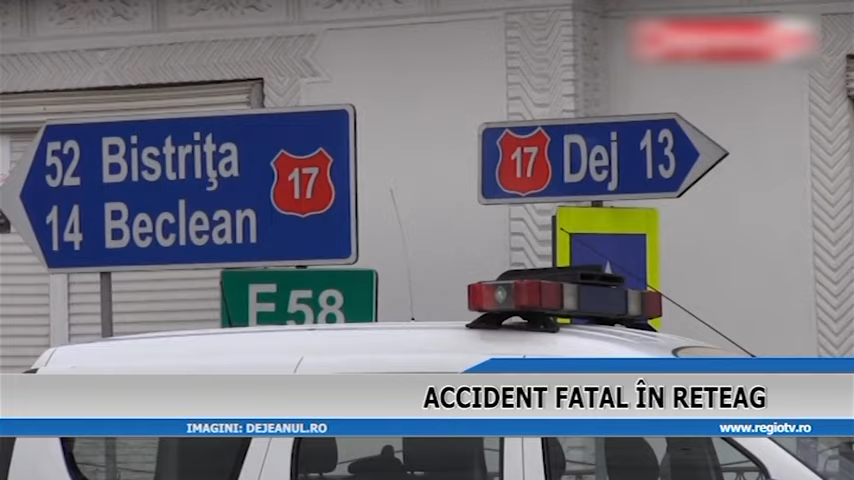 52 Bistriţa
14 Beclean
17
17 Dej 13
E 58
ACCIDENT FATAL ÎN RETEAG
IMAGINI: DEJEANUL.RO
www.regiotv.ro